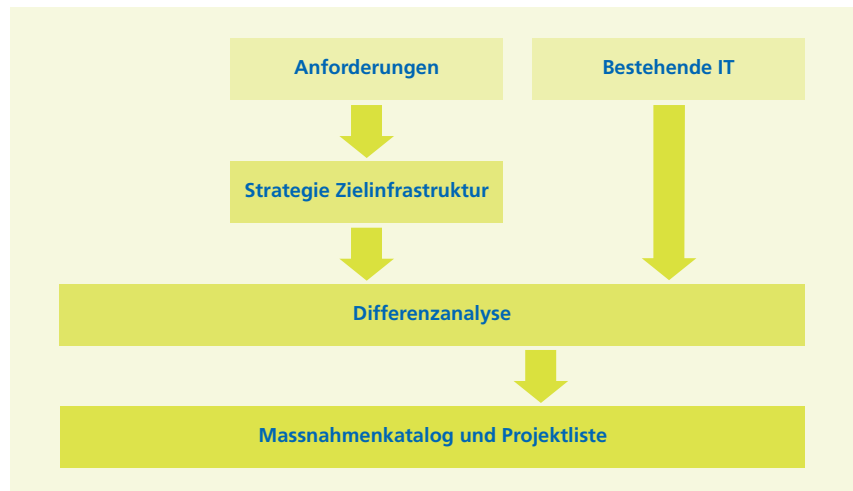 Anforderungen
Bestehende IT
Strategie Zielinfrastruktur
Differenzanalyse
Massnahmenkatalog und Projektliste